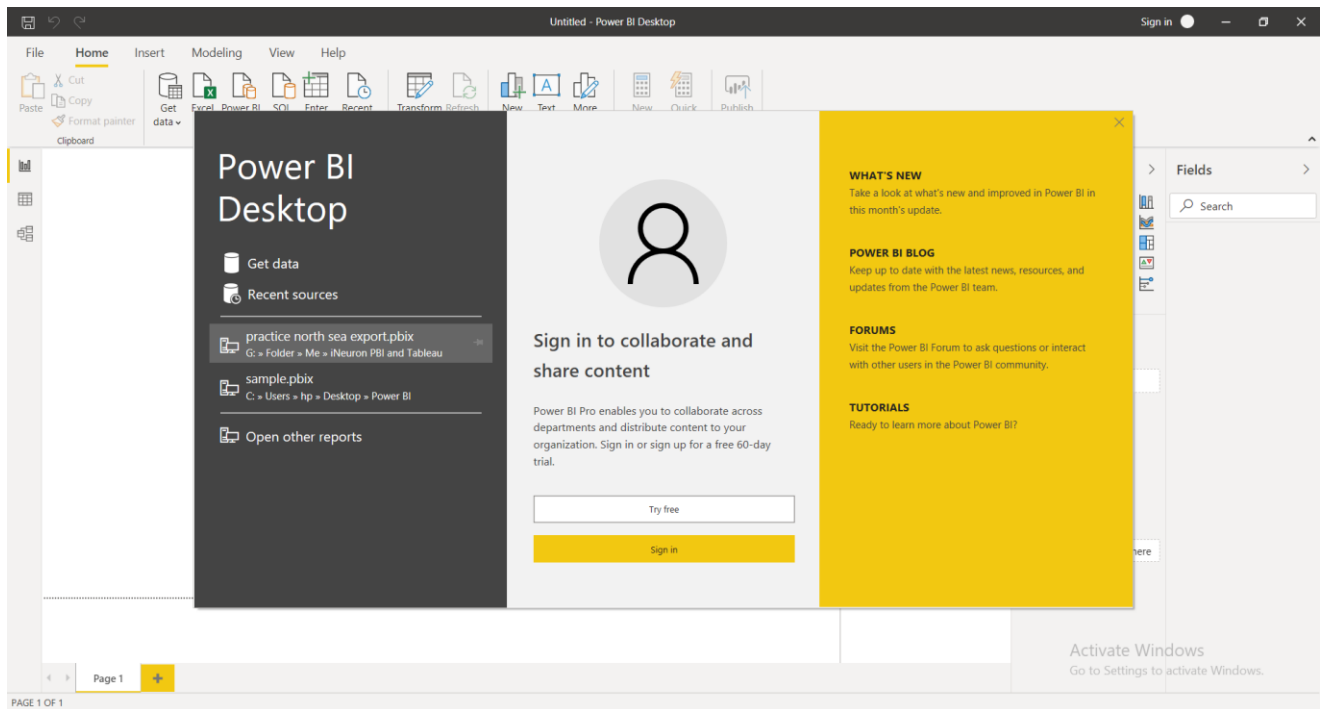 Untitled - Power BI Desktop
Sign in
File Home Insert Modeling View Help
Paste
Cut
Copy
Format painter
Clipboard
Get data
Excel Power BI SQL Enter Recent
Transform Refresh
New Text More
New Quick
Publish
Power BI
Desktop
Get data
Recent sources
practice north sea export.pbix
G: » Folder » Me » iNeuron PBI and Tableau
sample.pbix
C: » Users » hp » Desktop » Power BI
Open other reports
Sign in to collaborate and
share content
Power BI Pro enables you to collaborate across
departments and distribute content to your
organization. Sign in or sign up for a free 60-day
trial.
Try free
Sign in
WHAT'S NEW
Take a look at what's new and improved in Power BI in
this month's update.
POWER BI BLOG
Keep up to date with the latest news, resources, and
updates from the Power BI team.
FORUMS
Visit the Power BI Forum to ask questions or interact
with other users in the Power BI community.
TUTORIALS
Ready to learn more about Power BI?
Fields
Search
Activate Windows
Go to Settings to activate Windows.
Page 1
PAGE 1 OF 1